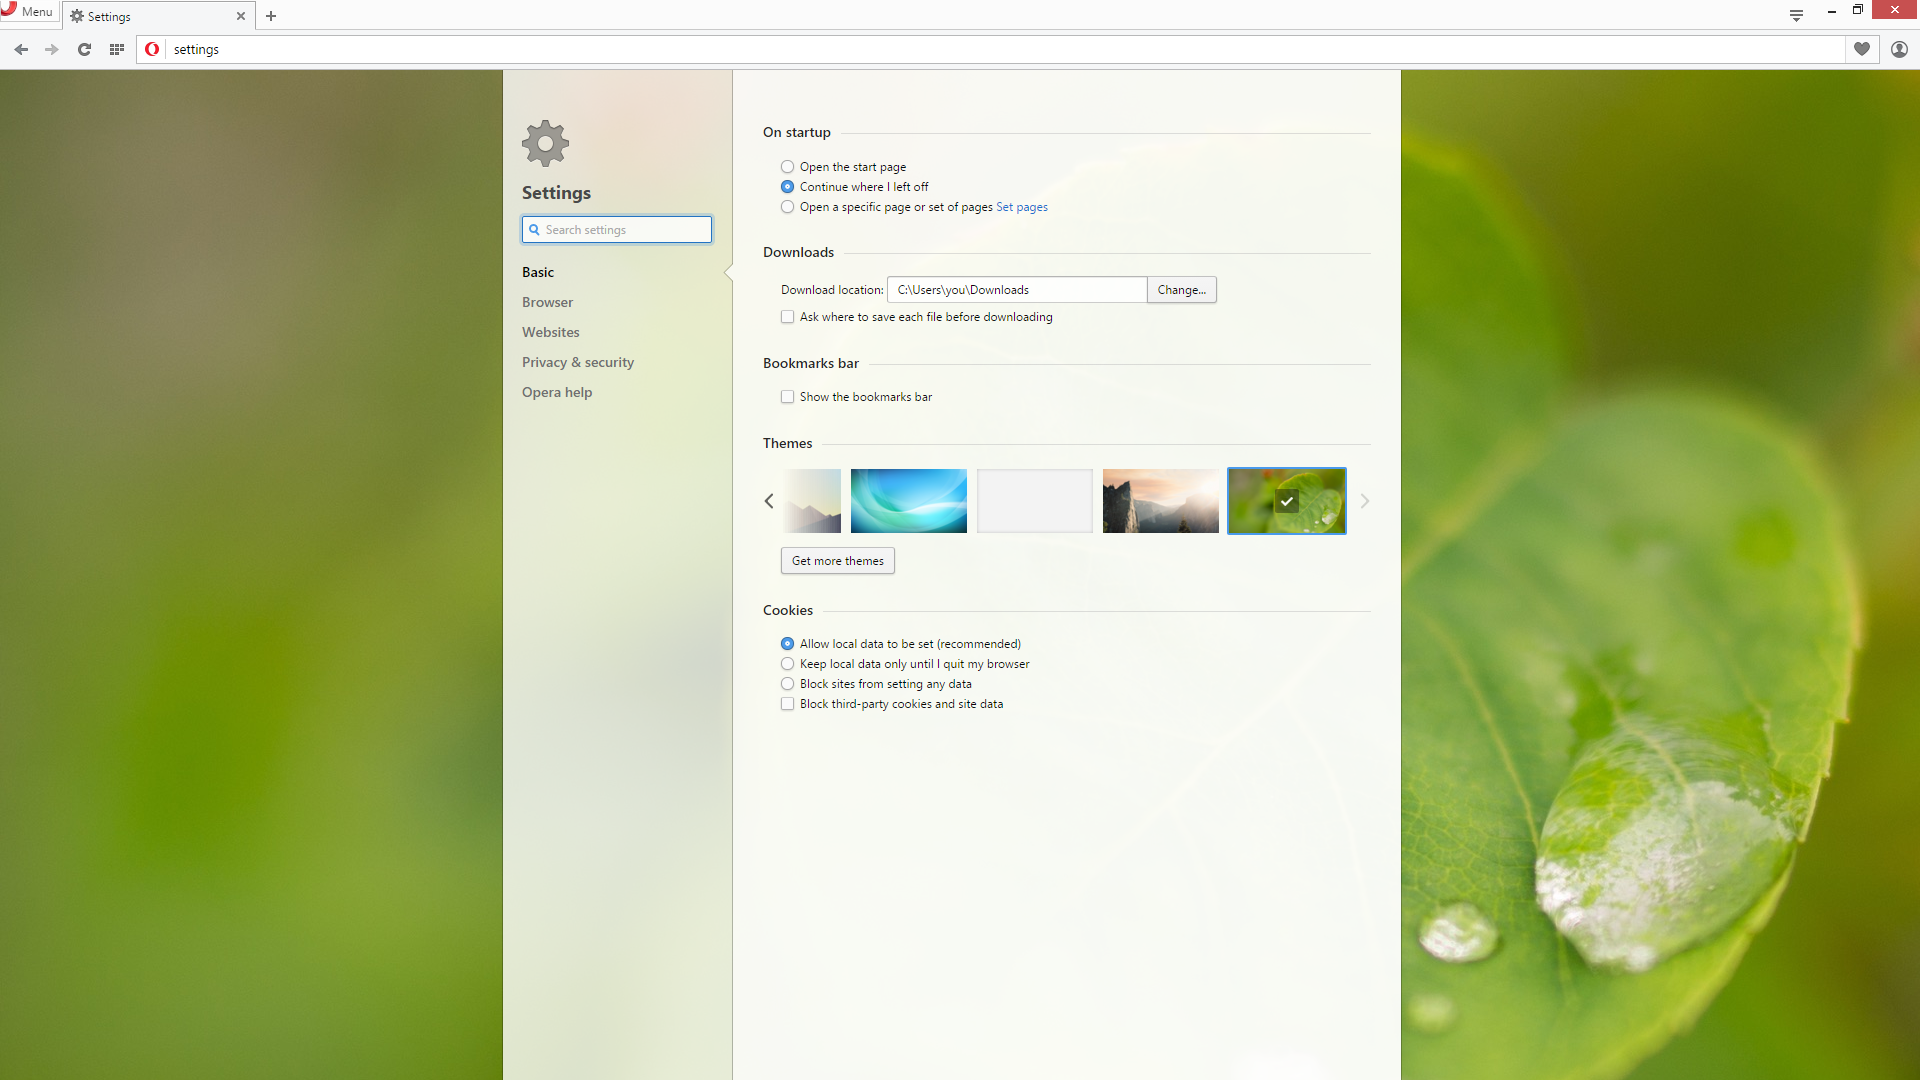 Menu
Settings
settings
Settings
Search settings
Basic
Browser
Websites
Privacy & security
Opera help
On startup
Open the start page
Continue where I left off
Open a specific page or set of pages Set pages
Downloads
Download location: C:\Users\you\Downloads Change...
Ask where to save each file before downloading
Bookmarks bar
Show the bookmarks bar
Themes
Get more themes
Cookies
Allow local data to be set (recommended)
Keep local data only until I quit my browser
Block sites from setting any data
Block third-party cookies and site data